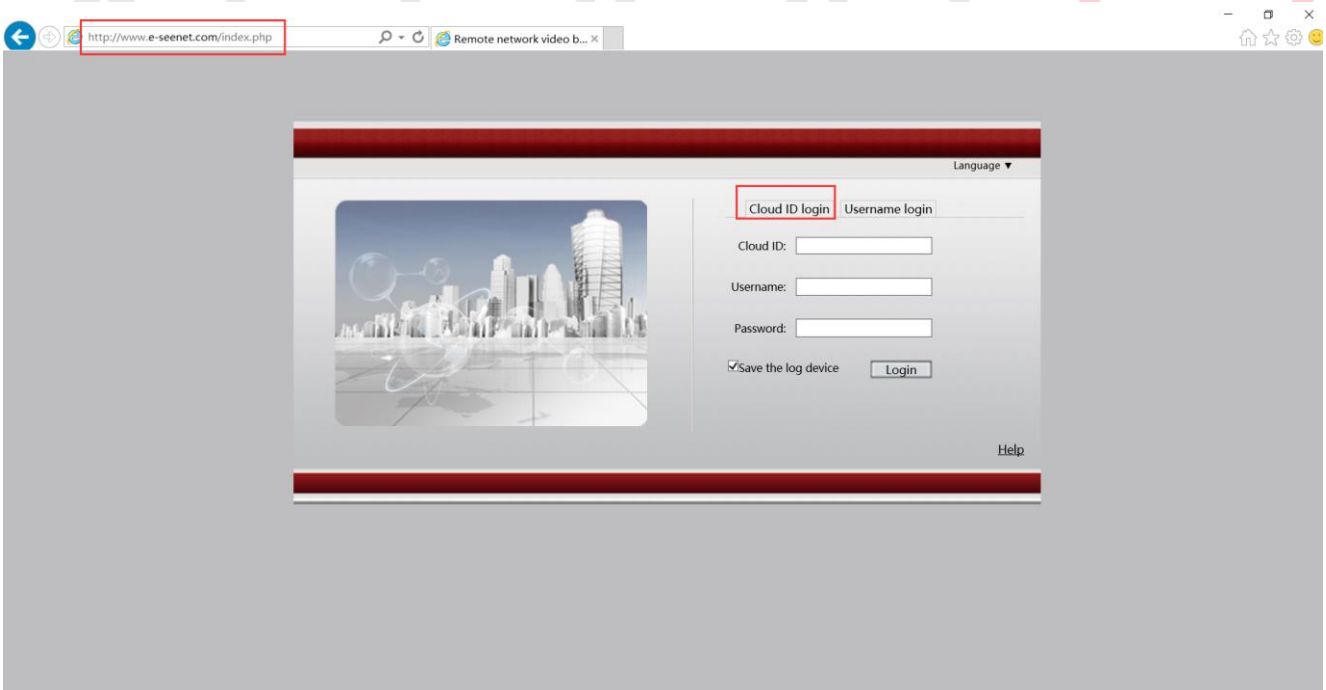 http://www.e-seenet.com/index.php
Remote network video b...
Language ▼
Cloud ID login Username login
Cloud ID:
Username:
Password:
Save the log device Login
Help